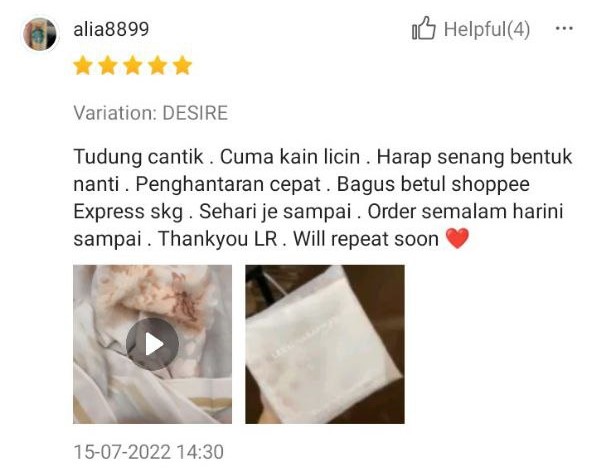 alia8899
Helpful(4)
Variation: DESIRE
Tudung cantik . Cuma kain licin . Harap senang bentuk
nanti . Penghantaran cepat . Bagus betul shoppee
Express skg . Sehari je sampai . Order semalam harini
sampai . Thankyou LR . Will repeat soon ❤️
15-07-2022 14:30